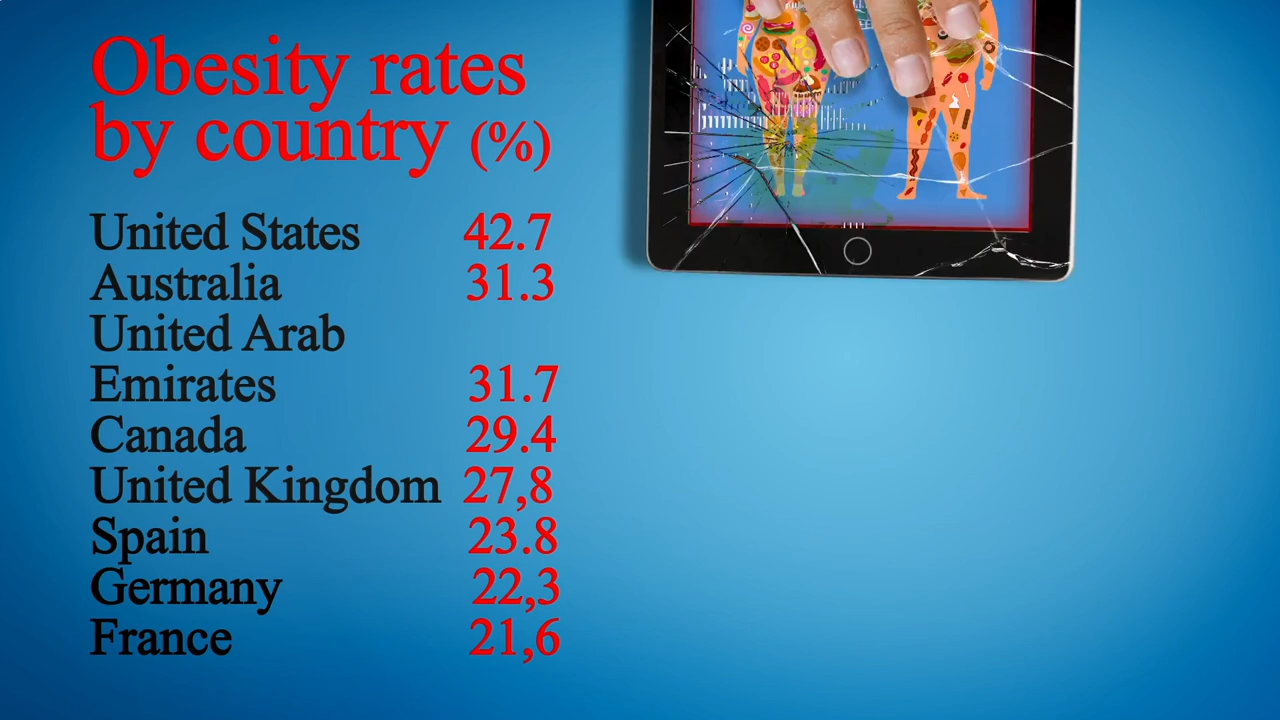 Obesity rates
by country (%)
United States 42.7
Australia 31.3
United Arab
Emirates 31.7
Canada 29.4
United Kingdom 27,8
Spain 23.8
Germany 22,3
France 21,6